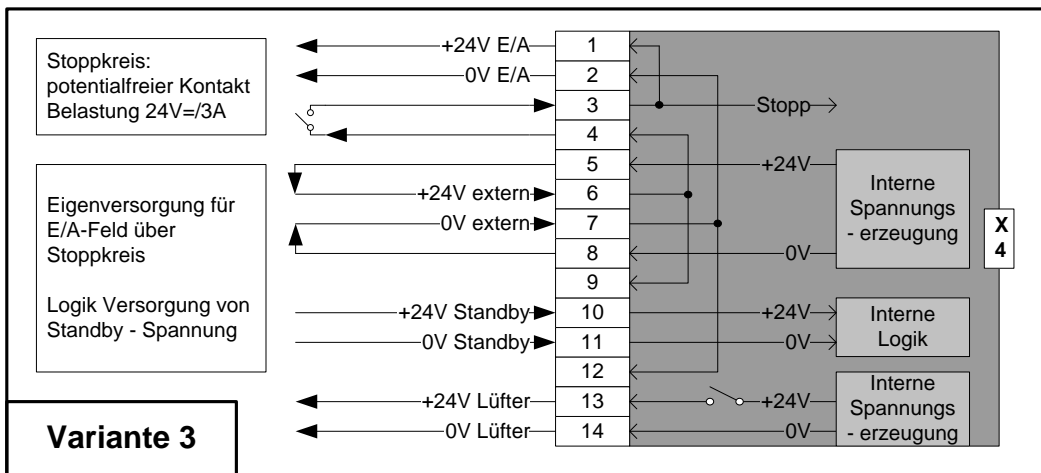 Stoppkreis:
potentialfreier Kontakt
Belastung 24V=/3A
Eigenversorgung für
E/A-Feld über
Stoppkreis
Logik Versorgung von
Standby - Spannung
Variante 3
+24V E/A
0V E/A
+24V extern
0V extern
+24V Standby
0V Standby
+24V Lüfter
0V Lüfter
1
2
3
4
5
6
7
8
9
10
11
12
13
14
Stopp
+24V
0V
+24V
0V
+24V
0V
Interne
Spannungs
- erzeugung
Interne
Logik
Interne
Spannungs
- erzeugung
X
4